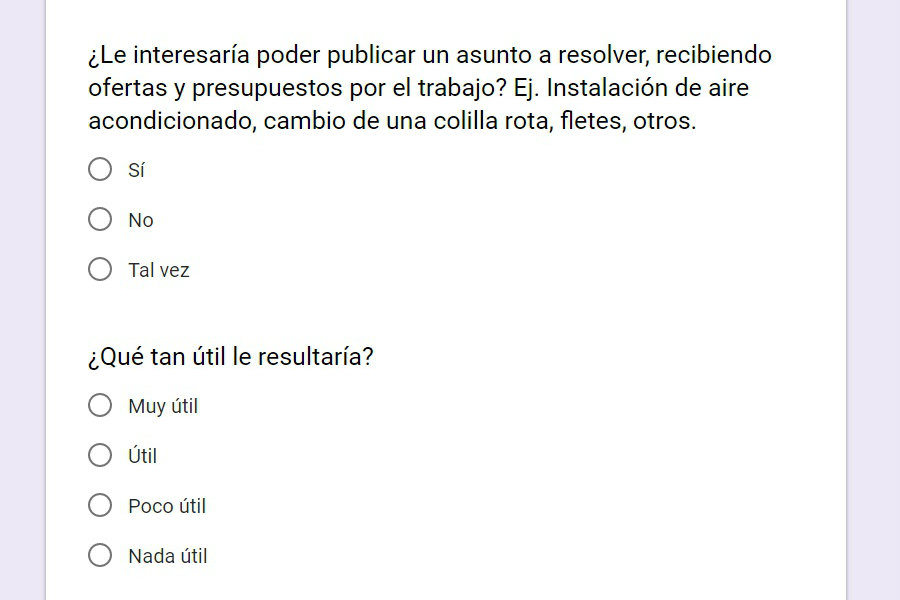 ¿Le interesaría poder publicar un asunto a resolver, recibiendo
ofertas y presupuestos por el trabajo? Ej. Instalación de aire
acondicionado, cambio de una colilla rota, fletes, otros.
Sí
No
Tal vez
¿Qué tan útil le resultaría?
Muy útil
Útil
Poco útil
Nada útil